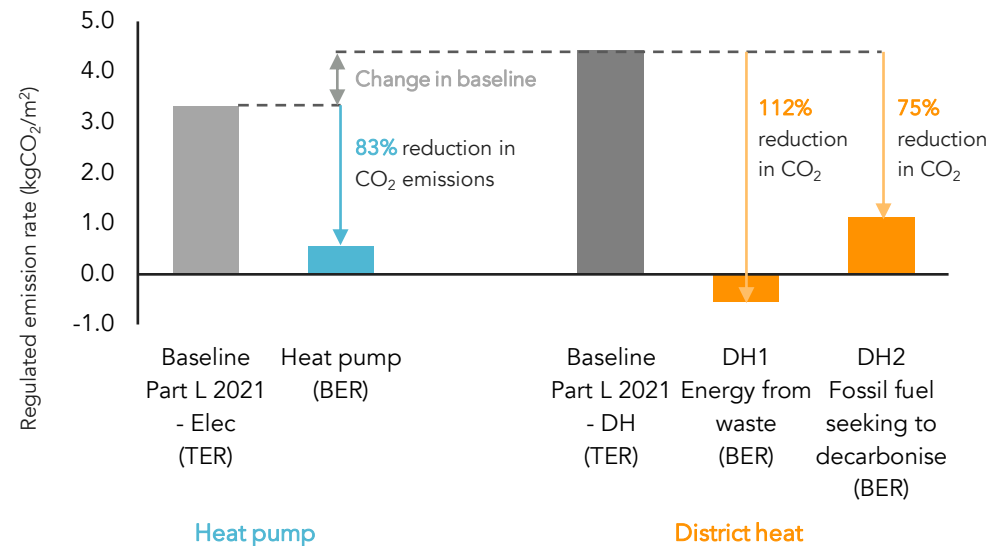 Regulated emission rate (kgCO₂/m²)
5.0
4.0
3.0
2.0
1.0
0.0
-1.0
Change in baseline
83% reduction in
CO₂ emissions
112%
reduction
in CO₂
75%
reduction
in CO₂
Baseline
Part L 2021
- Elec
(TER)
Heat pump
(BER)
Baseline
Part L 2021
- DH
(TER)
DH1
Energy from
waste
(BER)
DH2
Fossil fuel
seeking to
decarbonise
(BER)
Heat pump
District heat